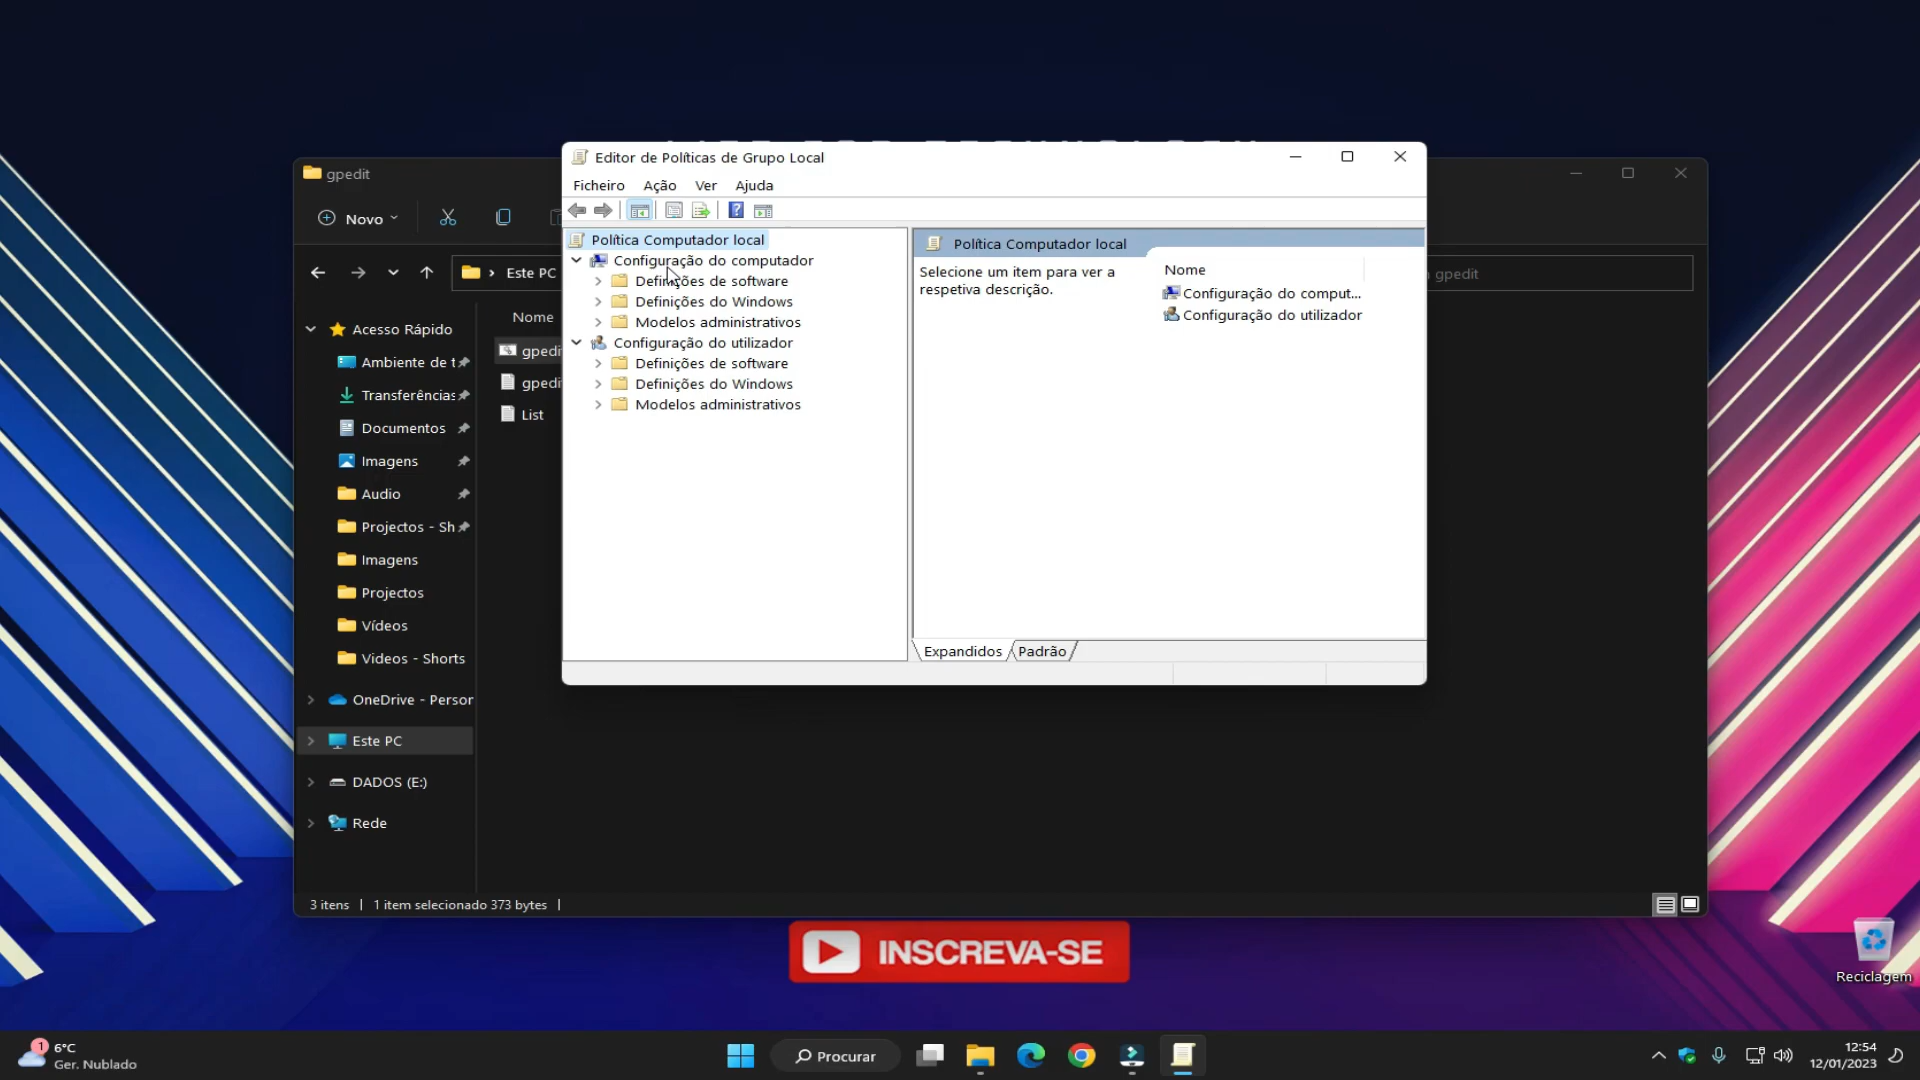 gpedit
Novo
Este PC
gpedit
Acesso Rápido
Ambiente de t
Transferências
Documentos
Imagens
Audio
Projectos - Sh
Imagens
Projectos
Vídeos
Videos - Shorts
OneDrive - Person
Este PC
DADOS (E:)
Rede
Nome
gpedit
gpedit
List
3 itens
1 item selecionado 373 bytes
Editor de Políticas de Grupo Local
Ficheiro
Ação
Ver
Ajuda
Política Computador local
Configuração do computador
Definições de software
Definições do Windows
Modelos administrativos
Configuração do utilizador
Definições de software
Definições do Windows
Modelos administrativos
Política Computador local
Selecione um item para ver a
respetiva descrição.
Nome
Configuração do comput...
Configuração do utilizador
Expandidos
Padrão
INSCREVA-SE
Reciclagem
1
6°C
Ger. Nublado
Procurar
12:54
12/01/2023